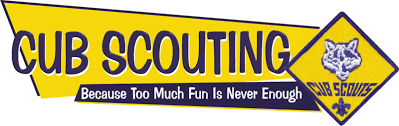 CUB SCOUTING
Because Too Much Fun Is Never Enough
CUB SCOUTS